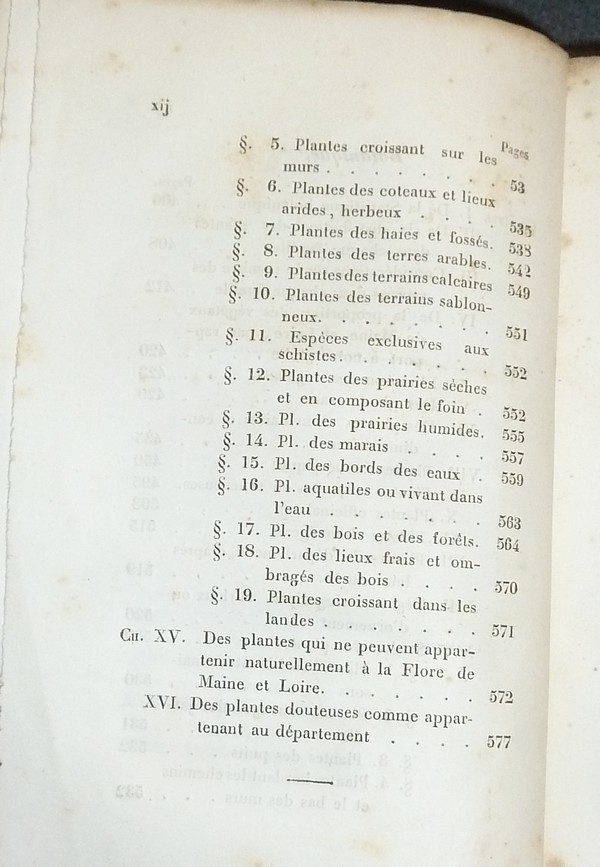 xij
Pages
§. 5. Plantes croissant sur les
murs . . . . . . . . 53
§. 6. Plantes des coteaux et lieux
arides, herbeux . . . . 535
§. 7. Plantes des haies et fossés. 538
§. 8. Plantes des terres arables. 542
§. 9. Plantes des terrains calcaires 549
§. 10. Plantes des terrains sablon-
neux. . . . . . . . 551
§. 11. Espèces exclusives aux
schistes. . . . . . . 552
§. 12. Plantes des prairies sèches
et en composant le foin . 552
§. 13. Pl. des prairies humides. 555
§. 14. Pl. des marais . . . . 557
§. 15. Pl. des bords des eaux . 559
§. 16. Pl. aquatiles ou vivant dans
l'eau . . . . . . . 563
§. 17. Pl. des bois et des forêts. 564
§. 18. Pl. des lieux frais et om-
bragés des bois . . . . 570
§. 19. Plantes croissant dans les
landes . . . . . . . 571
CH. XV. Des plantes qui ne peuvent appar-
tenir naturellement à la Flore de
Maine et Loire. . . . . . . 572
XVI. Des plantes douteuses comme appar-
tenant au département . . . . 577